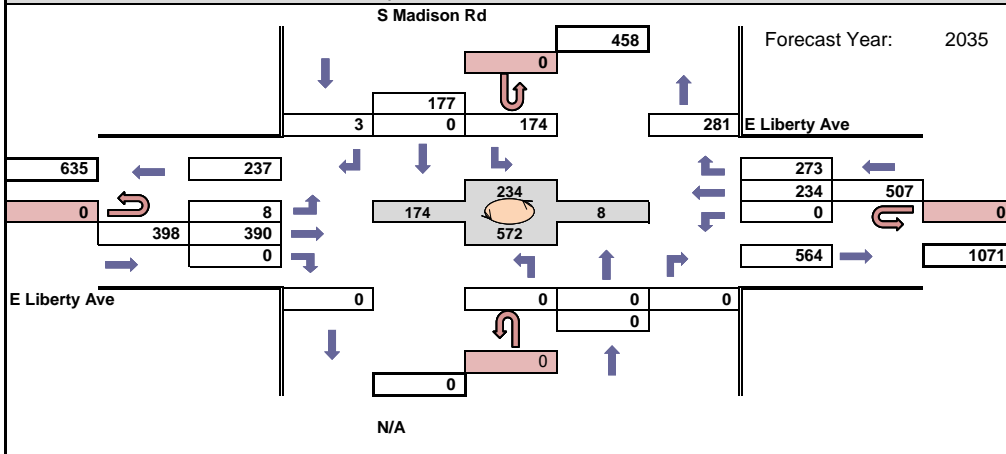 S Madison Rd
458
Forecast Year: 2035
0
177
3 0 174 281 E Liberty Ave
635 237 273
234 234 507
0 8 174 8 0 0
398 390 572
0 564 1071
E Liberty Ave 0 0 0 0
0
0
0
N/A